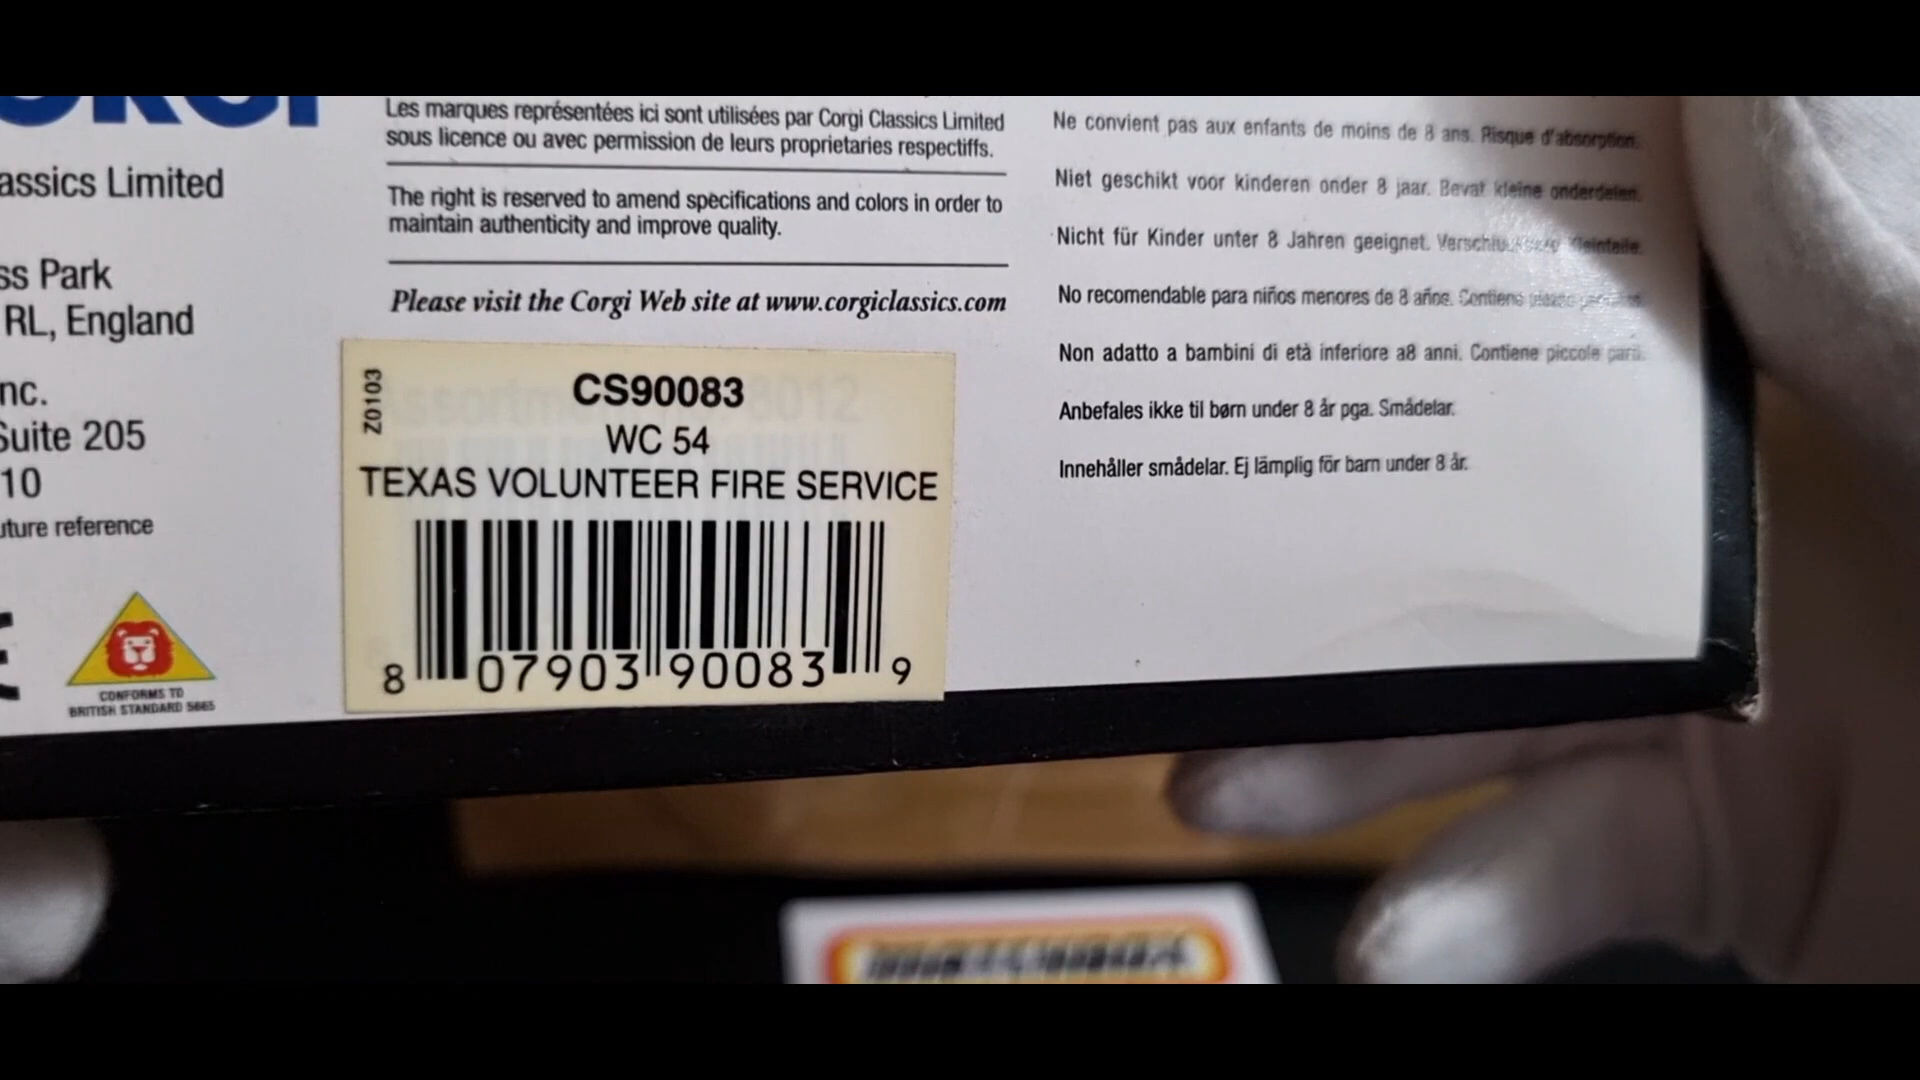 CORGI
assics Limited
ss Park
RL, England
nc.
Suite 205
10
uture reference
CONFORMS TO
BRITISH STANDARD 5665
Les marques représentées ici sont utilisées par Corgi Classics Limited
sous licence ou avec permission de leurs proprietaries respectiffs.
The right is reserved to amend specifications and colors in order to
maintain authenticity and improve quality.
Please visit the Corgi Web site at www.corgiclassics.com
Z0103
CS90083
WC 54
TEXAS VOLUNTEER FIRE SERVICE
8 07903 90083 9
Ne convient pas aux enfants de moins de 8 ans. Risque d'absorption.
Niet geschikt voor kinderen onder 8 jaar. Bevat kleine onderdelen.
Nicht für Kinder unter 8 Jahren geeignet. Kleinteile.
No recomendable para niños menores de 8 años. Contiene
Non adatto a bambini di età inferiore a8 anni. Contiene piccole parti.
Anbefales ikke til børn under 8 år pga. Smådelar.
Innehåller smådelar. Ej lämplig för barn under 8 år.